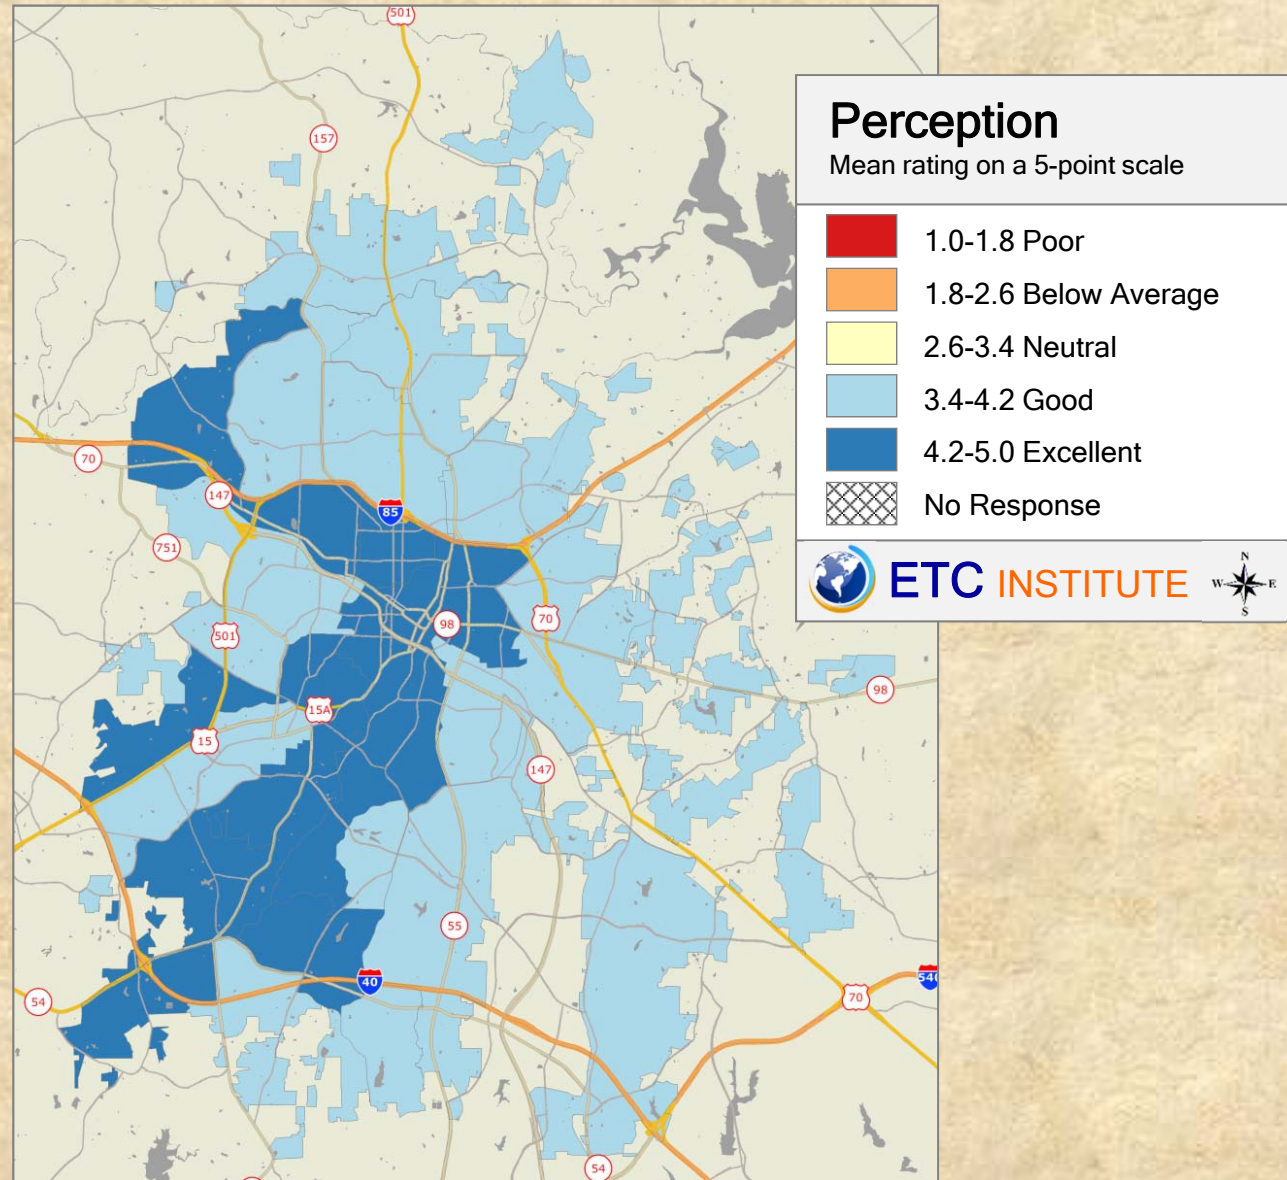 501
157
Perception
Mean rating on a 5-point scale
1.0-1.8 Poor
1.8-2.6 Below Average
2.6-3.4 Neutral
3.4-4.2 Good
4.2-5.0 Excellent
No Response
ETC INSTITUTE
N
W E
S
70
147
85
751
501
98
70
15A
98
15
147
55
40
540
54
70
54